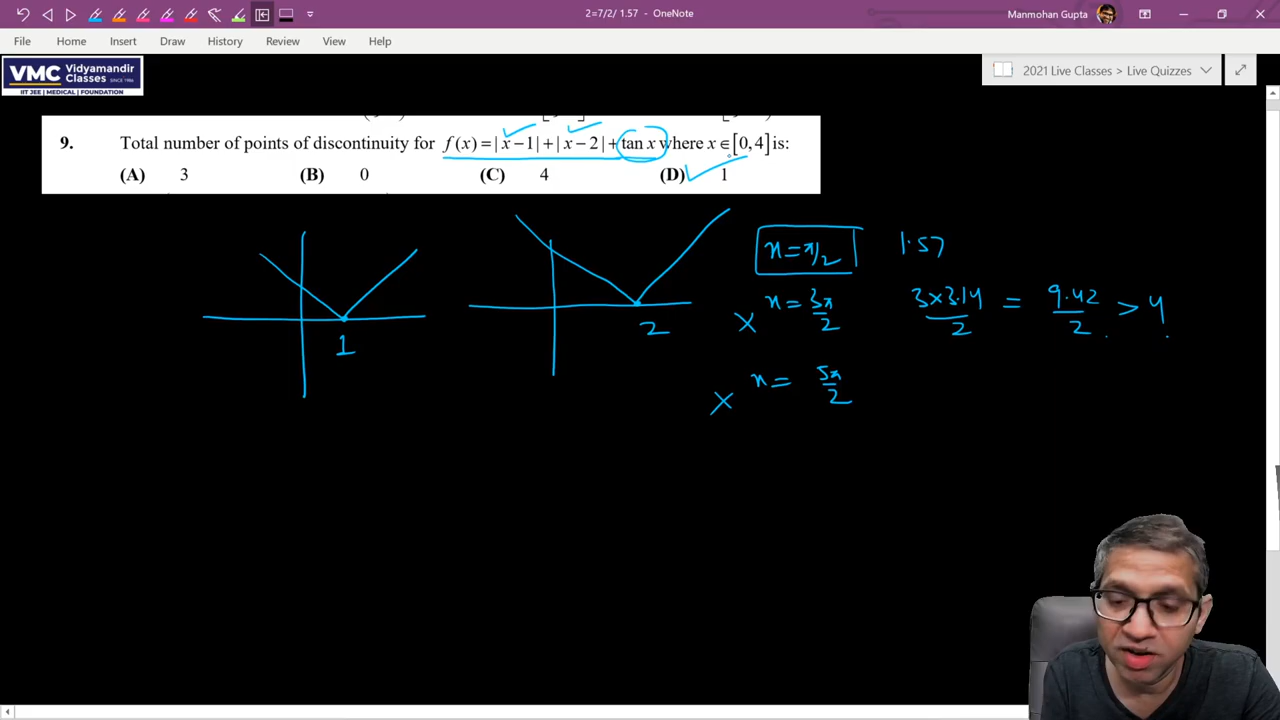 2=7/2/ 1.57 - OneNote
Manmohan Gupta
File Home Insert Draw History Review View Help
VMC Vidyamandir Classes SINCE 1986
IIT JEE | MEDICAL | FOUNDATION
2021 Live Classes > Live Quizzes
9. Total number of points of discontinuity for f(x)=|x−1|+|x−2|+tan x where x∈[0,4] is:
(A) 3 (B) 0 (C) 4 (D) 1
x=π/2 1.57
x x=3π/2 3×3.14/2 = 9.42/2 > 4
1 2
x x= 5π/2